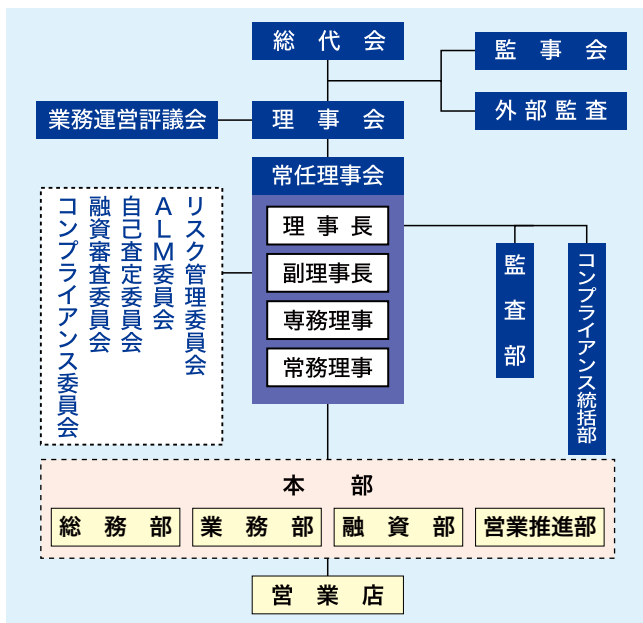 総代会
監事会
外部監査
業務運営評議会
理事会
常任理事会
理事長
副理事長
専務理事
常務理事
リスク管理委員会
ALM委員会
自己査定委員会
融資審査委員会
コンプライアンス委員会
監査部
コンプライアンス統括部
本部
総務部
業務部
融資部
営業推進部
営業店